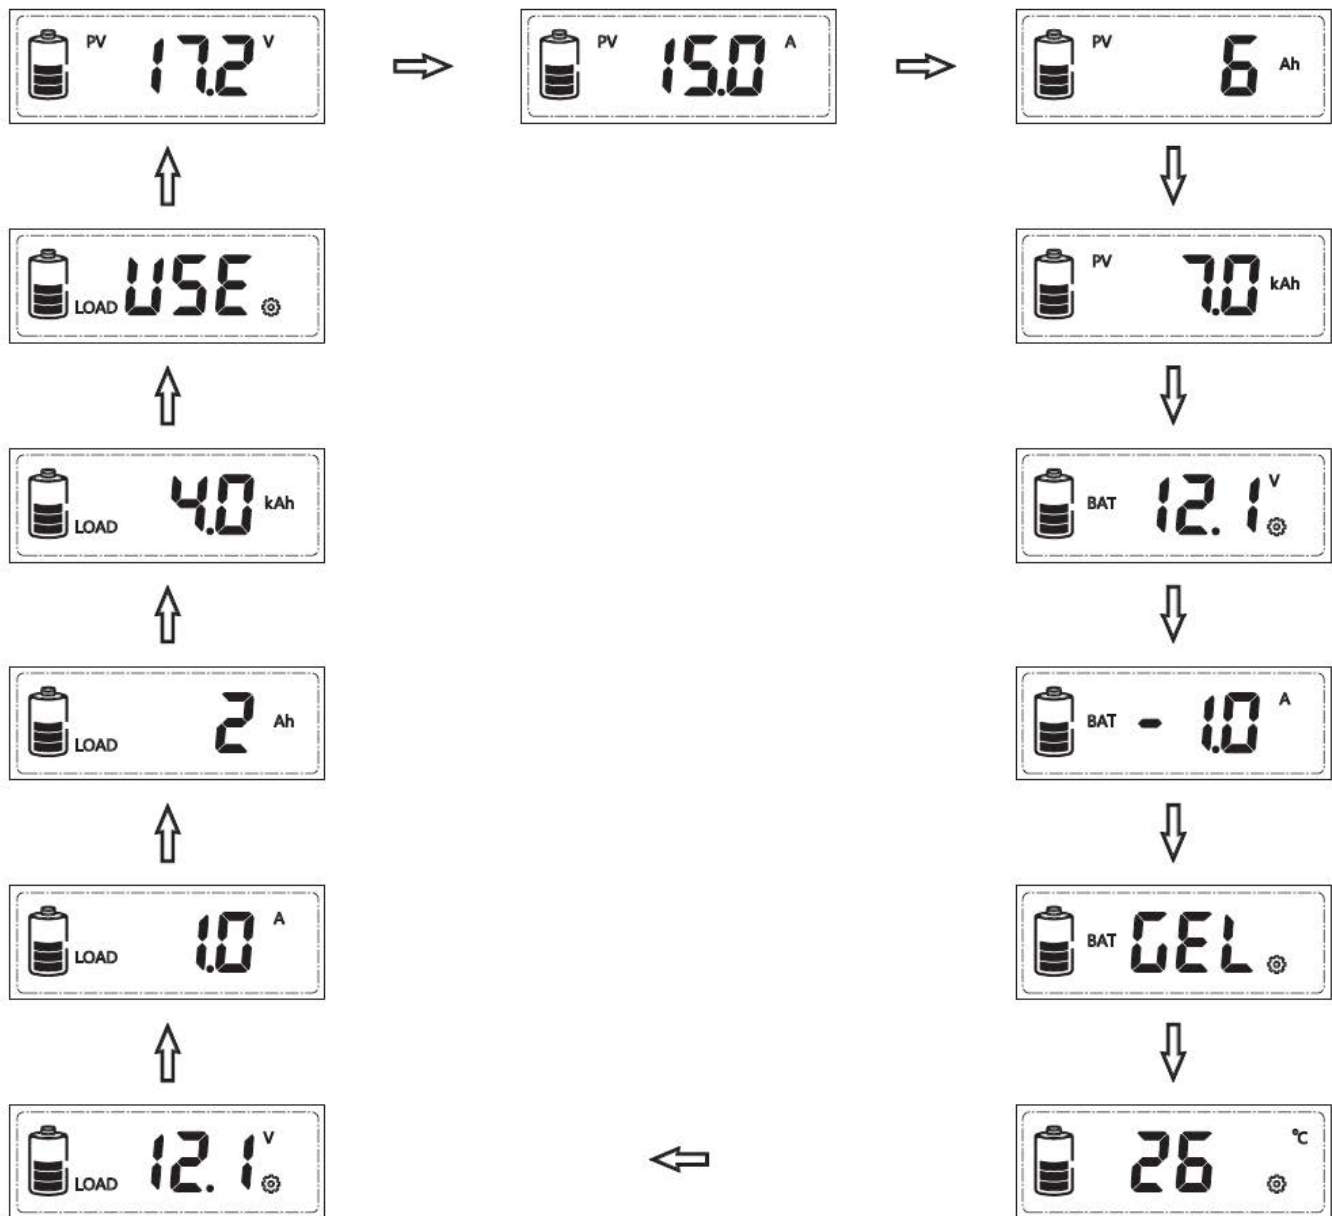 PV 17.2 V
PV 15.0 A
PV 6 Ah
LOAD USE
PV 7.0 kAh
LOAD 4.0 kAh
BAT 12.1 V
LOAD 2 Ah
BAT - 1.0 A
LOAD 1.0 A
BAT GEL
LOAD 12.1 V
26 °C